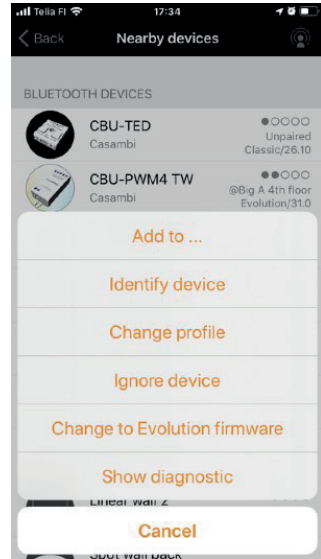 Telia FI 17:34
Back Nearby devices
BLUETOOTH DEVICES
CBU-TED
Casambi
Unpaired
Classic/26.10
CBU-PWM4 TW
Casambi
@Big A 4th floor
Evolution/31.0
Add to ...
Identify device
Change profile
Ignore device
Change to Evolution firmware
Show diagnostic
Linear wall 2
Cancel
Spot wall pack